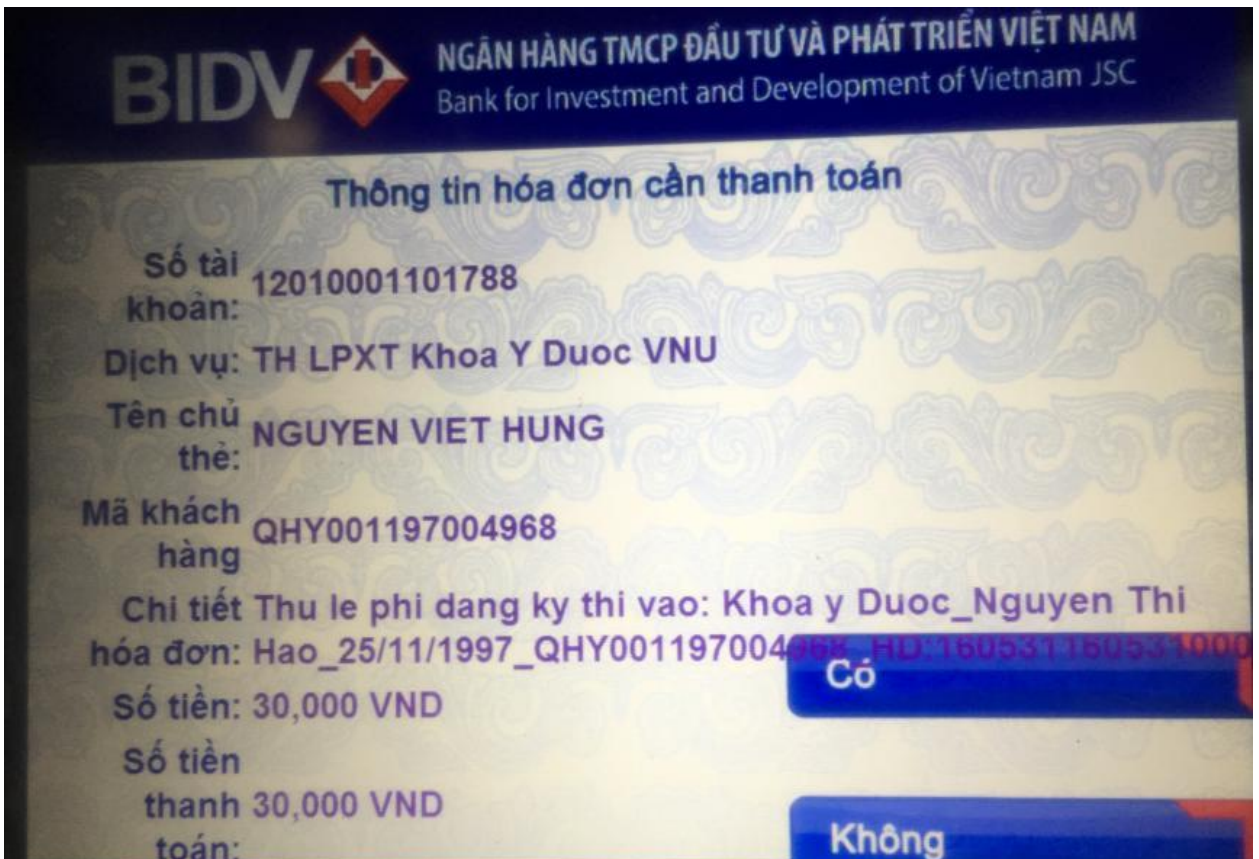 BIDV
NGÂN HÀNG TMCP ĐẦU TƯ VÀ PHÁT TRIỂN VIỆT NAM
Bank for Investment and Development of Vietnam JSC
Thông tin hóa đơn cần thanh toán
Số tài khoản: 12010001101788
Dịch vụ: TH LPXT Khoa Y Duoc VNU
Tên chủ thẻ: NGUYEN VIET HUNG
Mã khách hàng QHY001197004968
Chi tiết Thu le phi dang ky thi vao: Khoa y Duoc_Nguyen Thi
hóa đơn: Hao_25/11/1997_QHY001197004968_HD:160531160531000
Có
Số tiền: 30,000 VND
Số tiền thanh toán: 30,000 VND
Không